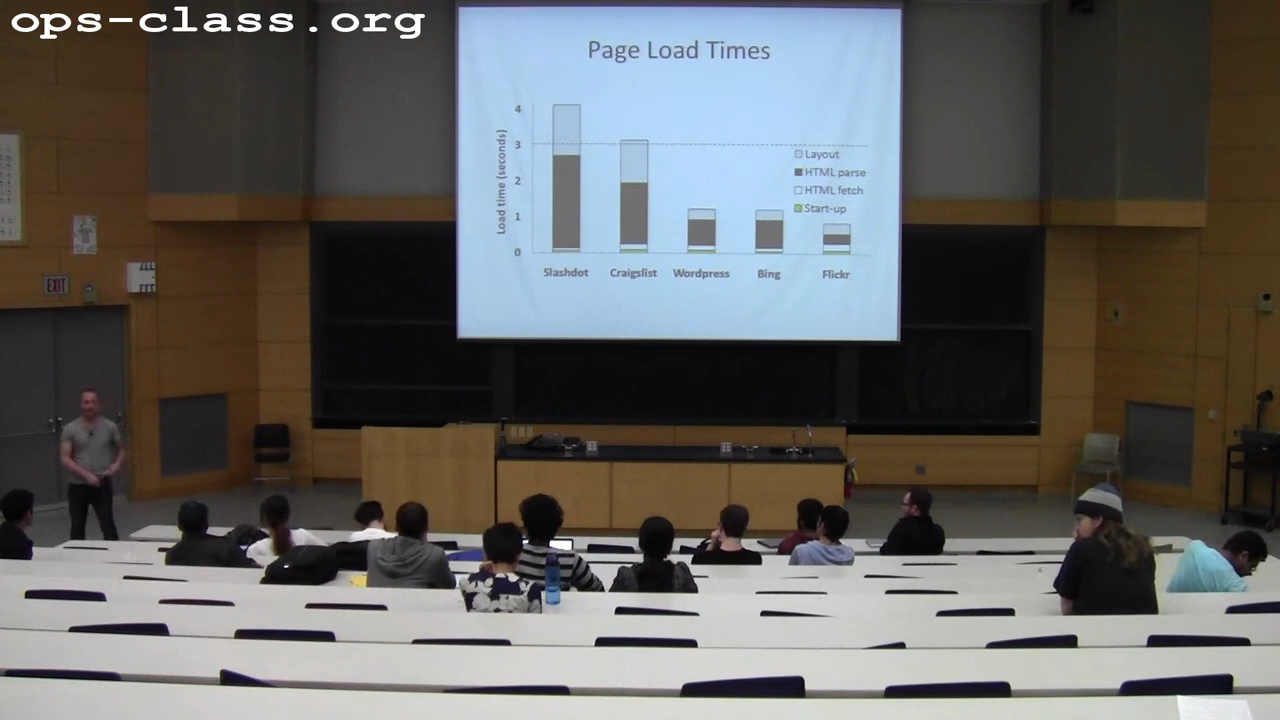 ops-class.org
Page Load Times
4
3
2
1
0
Load time (seconds)
Layout
HTML parse
HTML fetch
Start-up
Slashdot Craigslist Wordpress Bing Flickr
EXIT